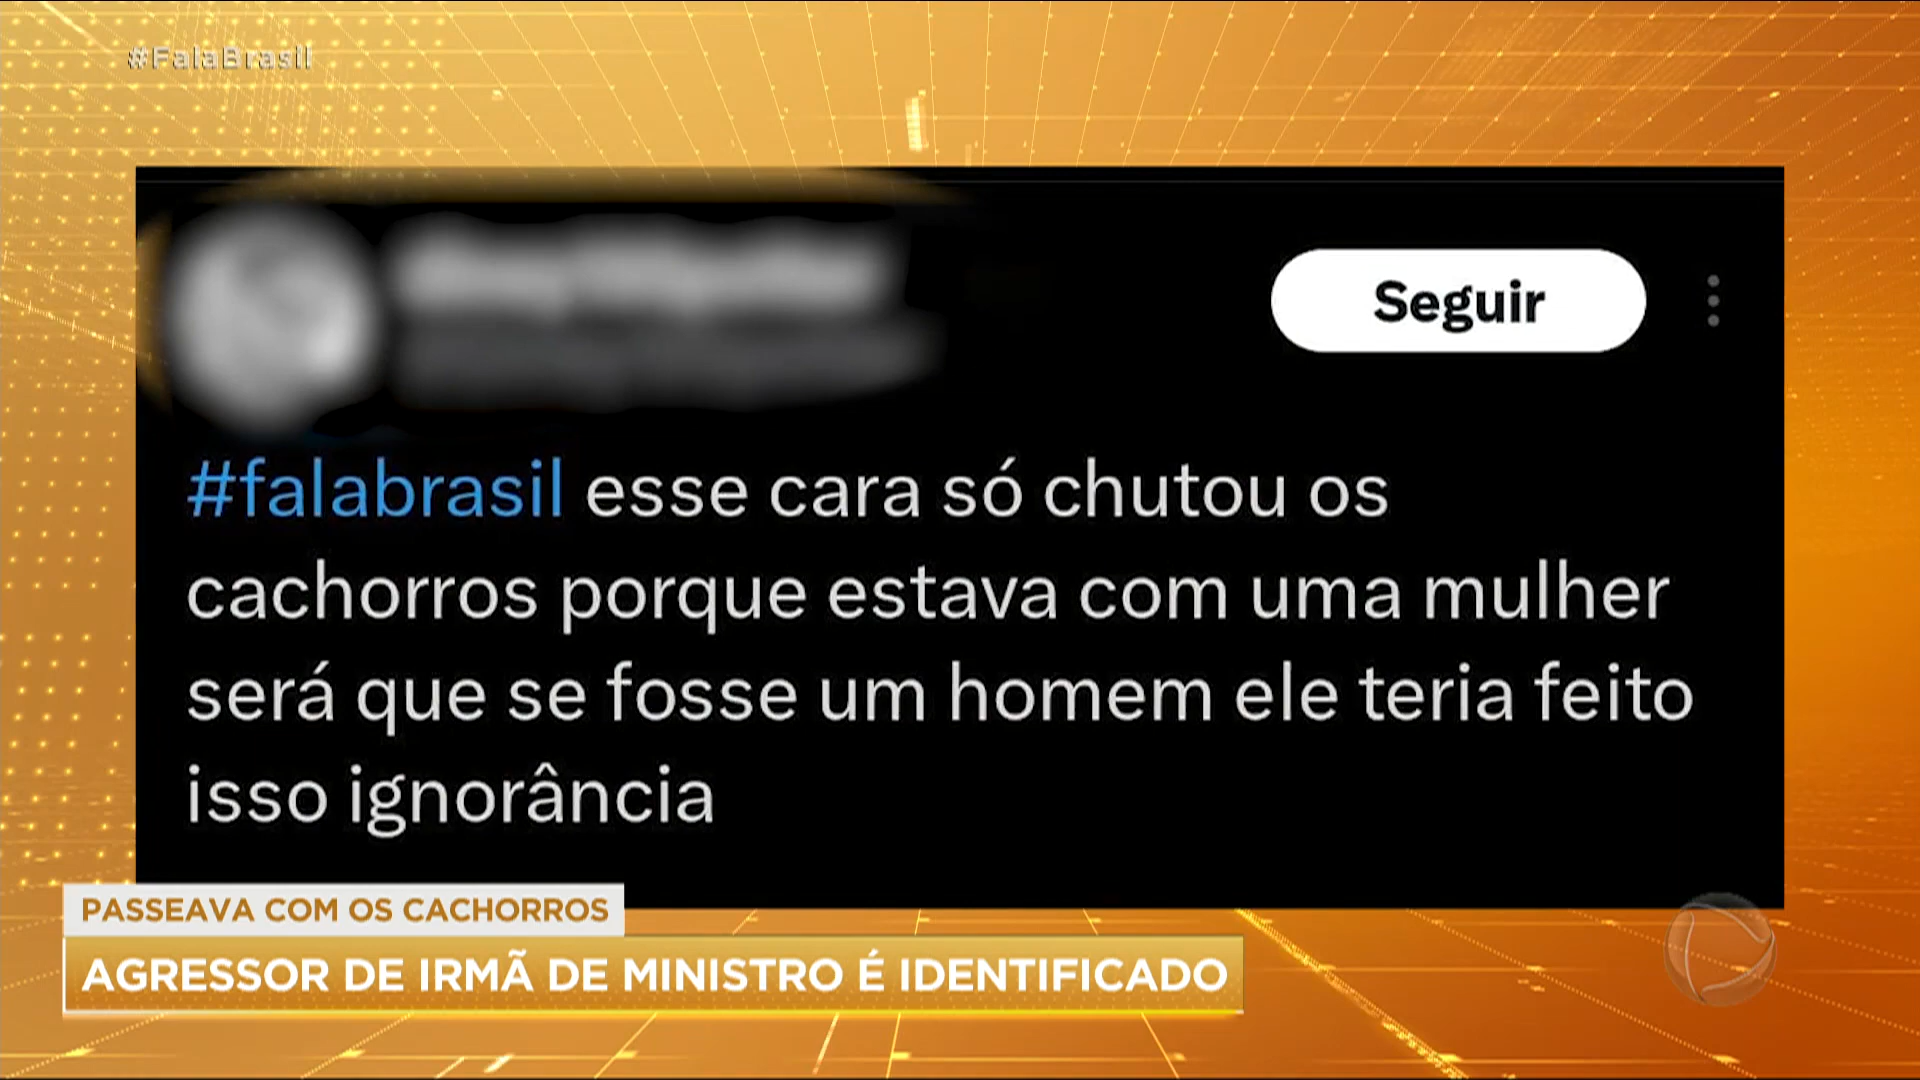 #FalaBrasil
Seguir
#falabrasil esse cara só chutou os
cachorros porque estava com uma mulher
será que se fosse um homem ele teria feito
isso ignorância
PASSEAVA COM OS CACHORROS
AGRESSOR DE IRMÃ DE MINISTRO É IDENTIFICADO